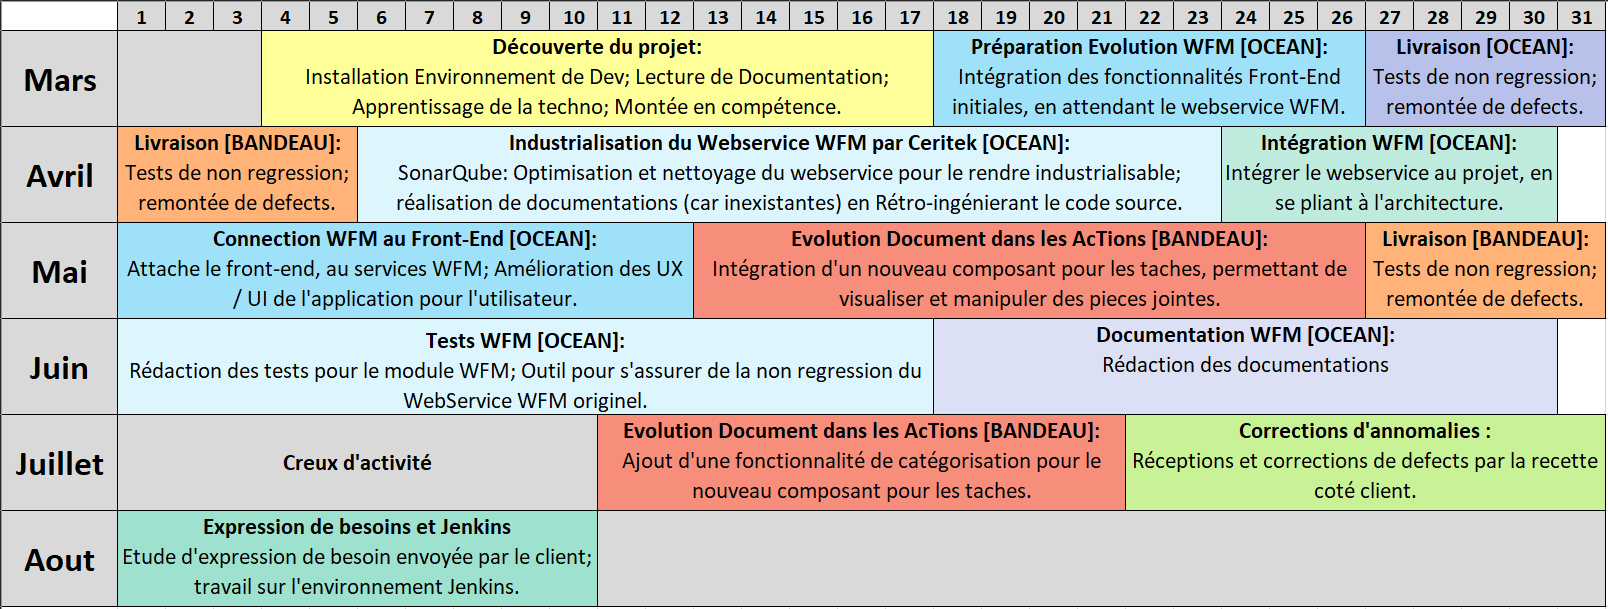 1 2 3 4 5 6 7 8 9 10 11 12 13 14 15 16 17 18 19 20 21 22 23 24 25 26 27 28 29 30 31
Mars
Découverte du projet:
Installation Environnement de Dev; Lecture de Documentation;
Apprentissage de la techno; Montée en compétence.
Préparation Evolution WFM [OCEAN]:
Intégration des fonctionnalités Front-End
initiales, en attendant le webservice WFM.
Livraison [OCEAN]:
Tests de non regression;
remontée de defects.
Avril
Livraison [BANDEAU]:
Tests de non regression;
remontée de defects.
Industrialisation du Webservice WFM par Ceritek [OCEAN]:
SonarQube: Optimisation et nettoyage du webservice pour le rendre industrialisable;
réalisation de documentations (car inexistantes) en Rétro-ingénierant le code source.
Intégration WFM [OCEAN]:
Intégrer le webservice au projet, en
se pliant à l'architecture.
Mai
Connection WFM au Front-End [OCEAN]:
Attache le front-end, au services WFM; Amélioration des UX
/ UI de l'application pour l'utilisateur.
Evolution Document dans les AcTions [BANDEAU]:
Intégration d'un nouveau composant pour les taches, permettant de
visualiser et manipuler des pieces jointes.
Livraison [BANDEAU]:
Tests de non regression;
remontée de defects.
Juin
Tests WFM [OCEAN]:
Rédaction des tests pour le module WFM; Outil pour s'assurer de la non regression du
WebService WFM originel.
Documentation WFM [OCEAN]:
Rédaction des documentations
Juillet
Creux d'activité
Evolution Document dans les AcTions [BANDEAU]:
Ajout d'une fonctionnalité de catégorisation pour le
nouveau composant pour les taches.
Corrections d'annomalies :
Réceptions et corrections de defects par la recette
coté client.
Aout
Expression de besoins et Jenkins
Etude d'expression de besoin envoyée par le client;
travail sur l'environnement Jenkins.